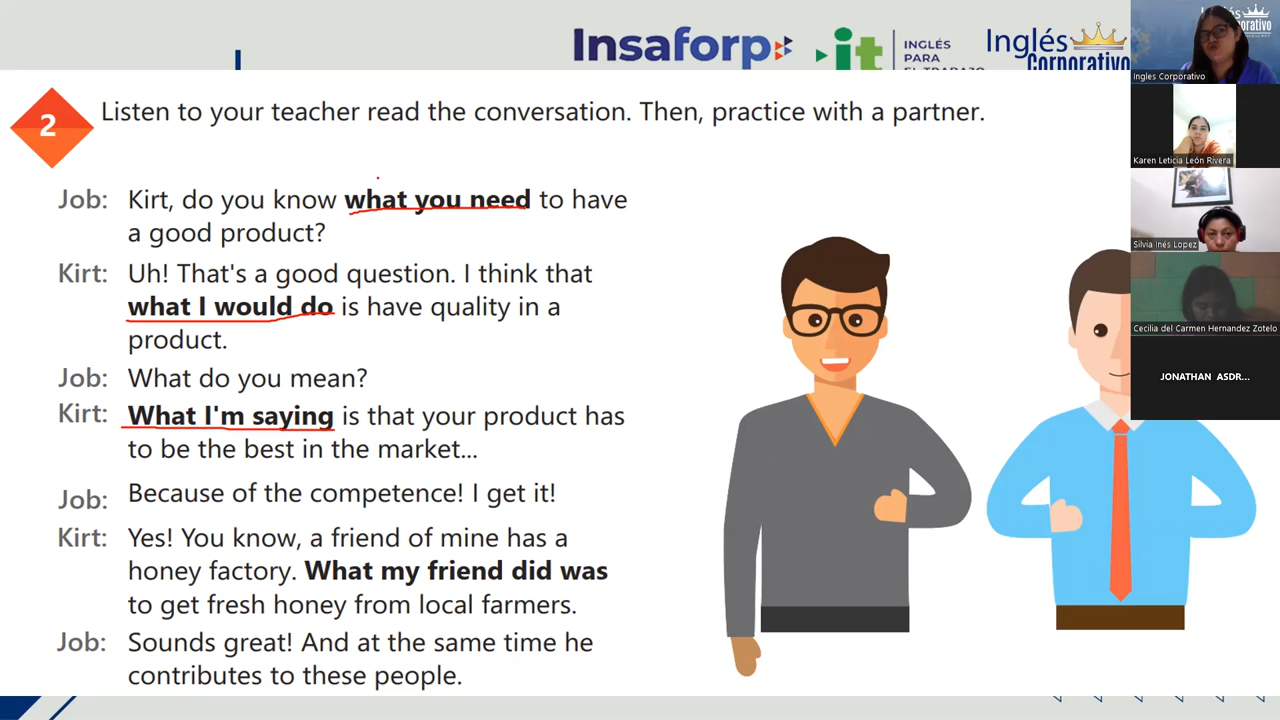 Insaforp
it
INGLÉS
PARA
EL TRABAJO
Inglés
Corporativo
Inglés
Corporativo
Ingles Corporativo
Karen Leticia León Rivera
Silvia Inés Lopez
Cecilia del Carmen Hernandez Zotelo
JONATHAN ASDR...
2
Listen to your teacher read the conversation. Then, practice with a partner.
Job: Kirt, do you know what you need to have
a good product?
Kirt: Uh! That's a good question. I think that
what I would do is have quality in a
product.
Job: What do you mean?
Kirt: What I'm saying is that your product has
to be the best in the market...
Job: Because of the competence! I get it!
Kirt: Yes! You know, a friend of mine has a
honey factory. What my friend did was
to get fresh honey from local farmers.
Job: Sounds great! And at the same time he
contributes to these people.